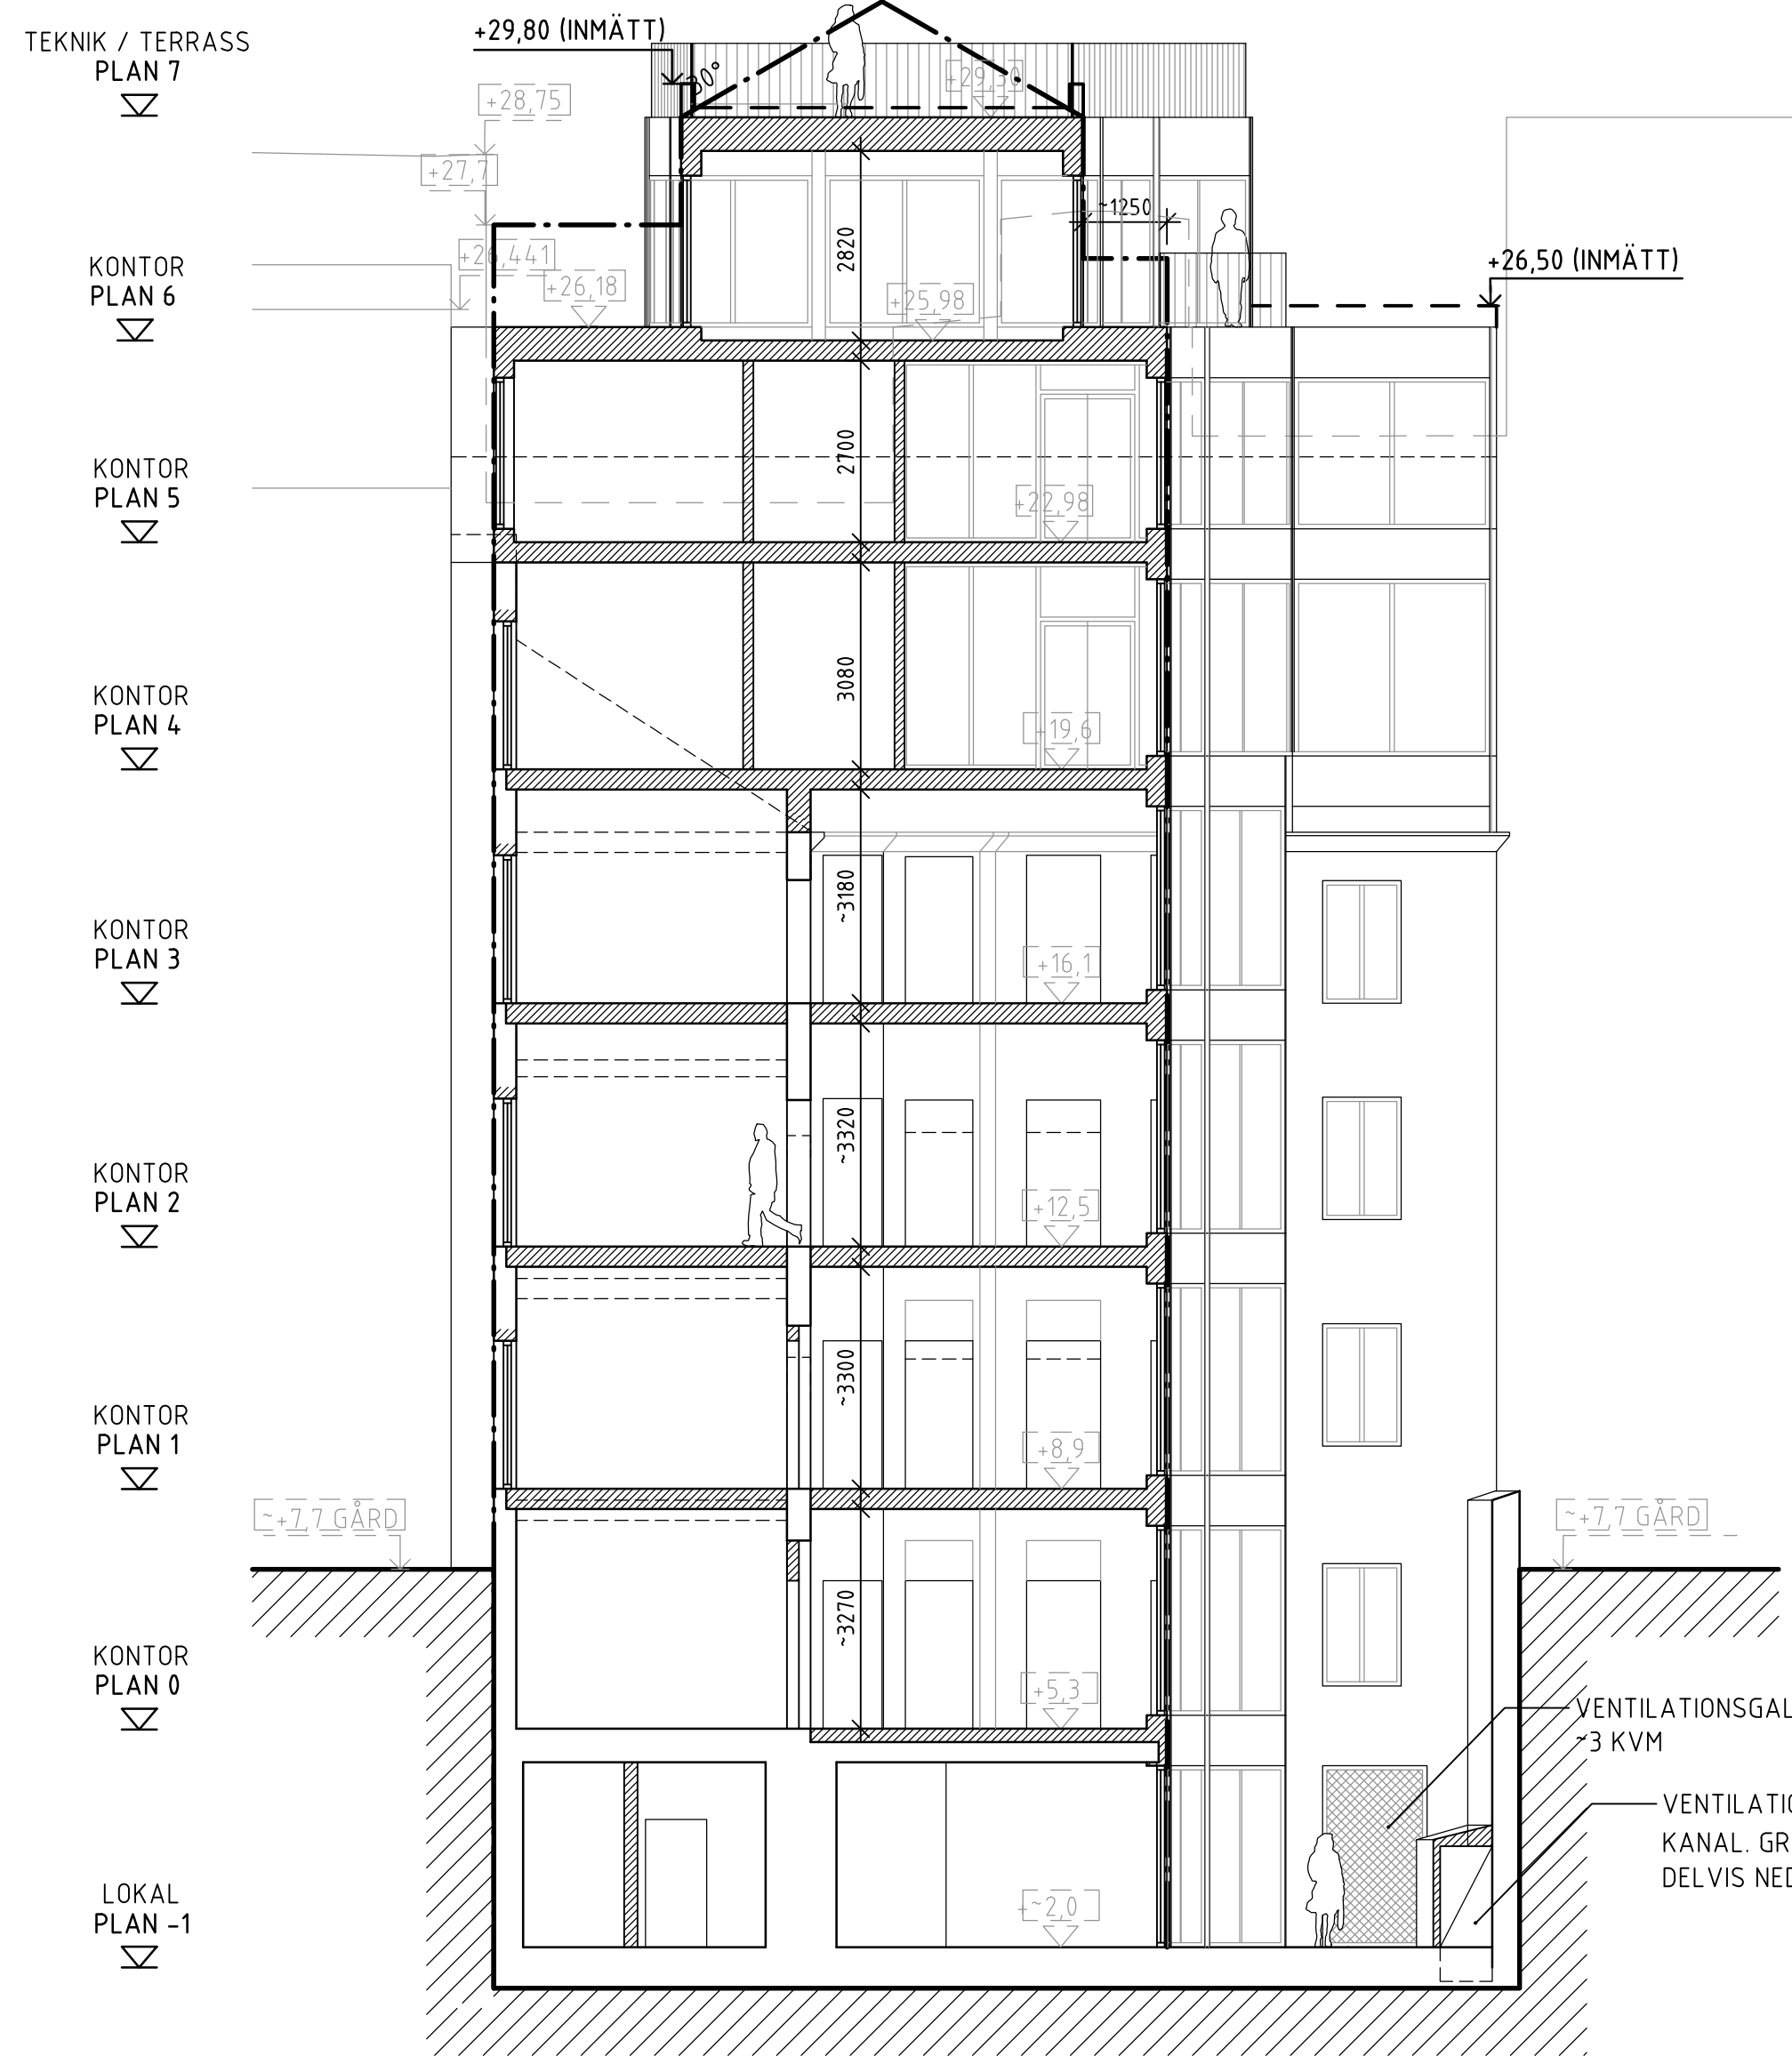 TEKNIK / TERRASS
PLAN 7
+29,80 (INMÄTT)
30°
+29,30
+28,75
+27,7
~1250
KONTOR
PLAN 6
+26,441
+26,18
2820
+25,98
+26,50 (INMÄTT)
KONTOR
PLAN 5
2700
+22,98
KONTOR
PLAN 4
3080
+19,6
KONTOR
PLAN 3
~3180
+16,1
KONTOR
PLAN 2
~3320
+12,5
KONTOR
PLAN 1
~3300
+8,9
~+7,7 GÅRD
~+7,7 GÅRD
KONTOR
PLAN 0
~3270
+5,3
VENTILATIONSGAL
~3 KVM
VENTILATIO
KANAL. GR
DELVIS NED
LOKAL
PLAN -1
+~2,0